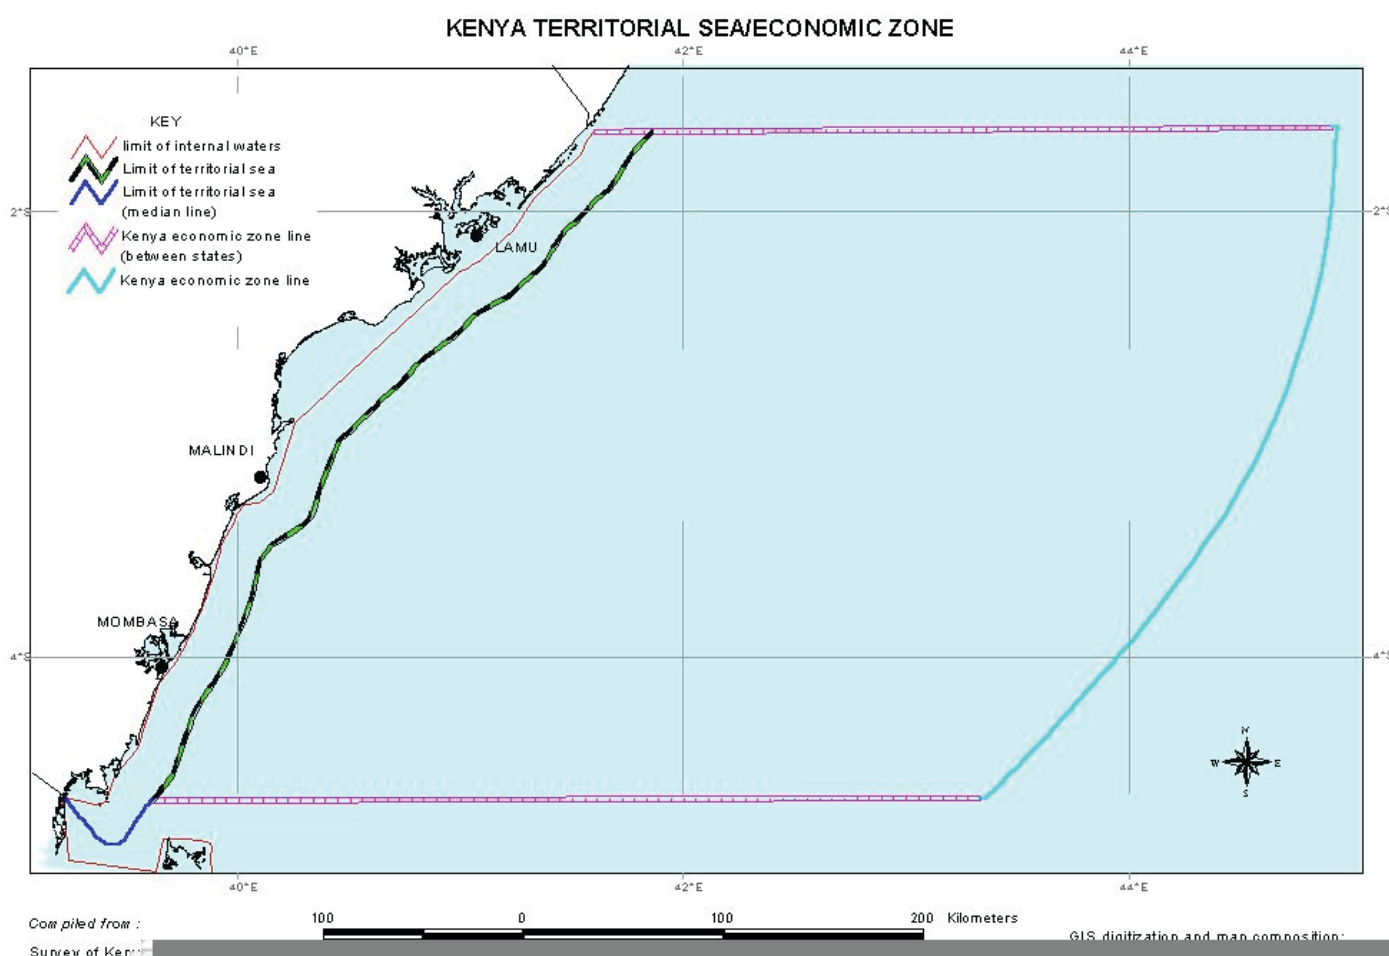 KENYA TERRITORIAL SEA/ECONOMIC ZONE
40°E 42°E 44°E
KEY
limit of internal waters
Limit of territorial sea
Limit of territorial sea
(median line)
Kenya economic zone line
(between states)
Kenya economic zone line
2°S 2°S
LAMU
MALINDI
MOMBASA
4°S 4°S
N
W E
S
40°E 42°E 44°E
100 0 100 200 Kilometers
Compiled from :
GIS digitization and map composition:
Survey of